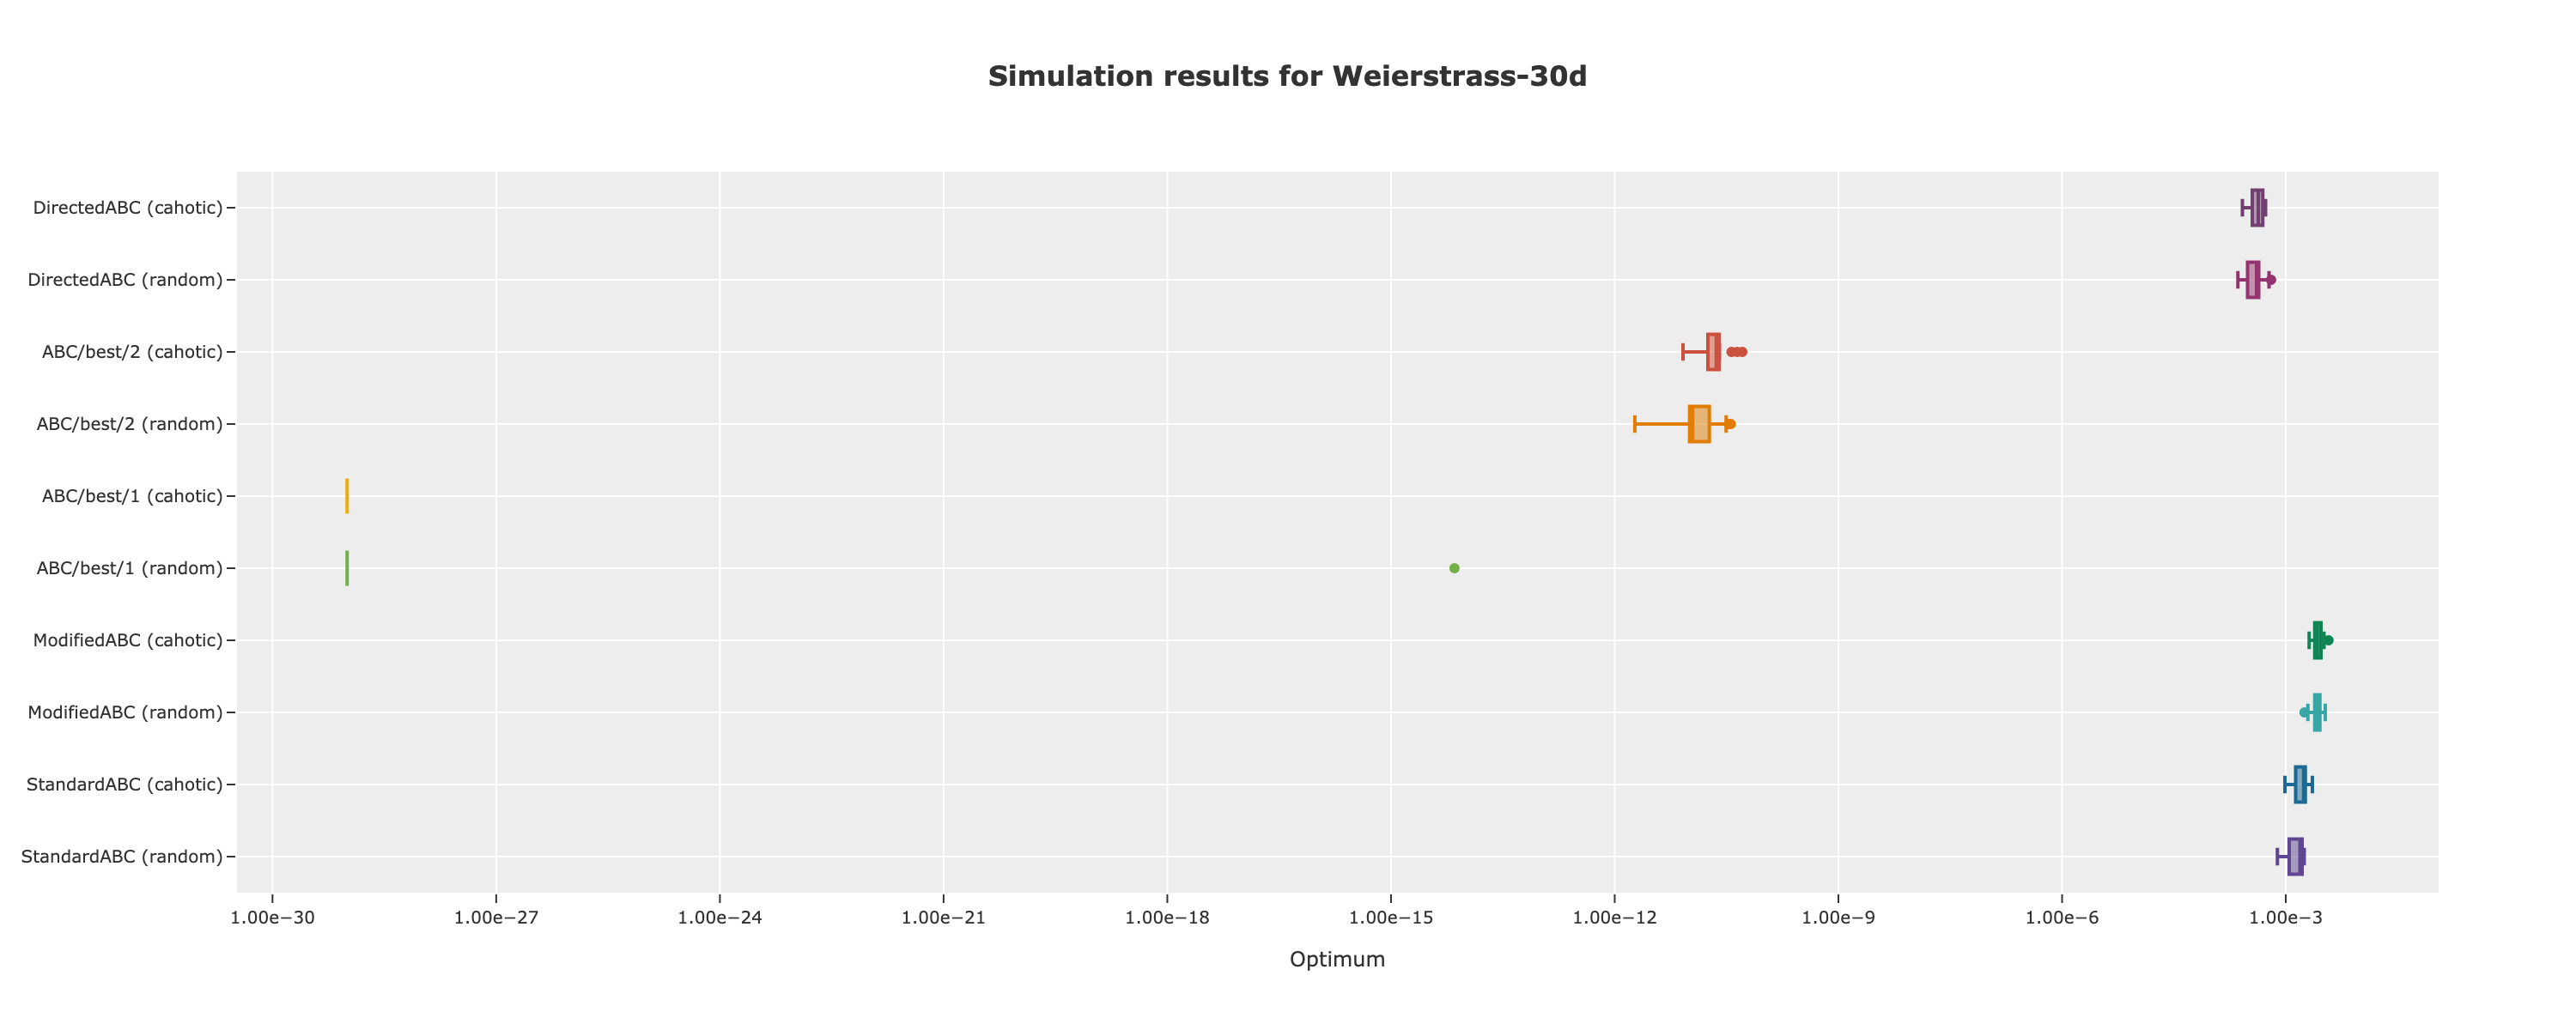 Simulation results for Weierstrass-30d
DirectedABC (cahotic)
DirectedABC (random)
ABC/best/2 (cahotic)
ABC/best/2 (random)
ABC/best/1 (cahotic)
ABC/best/1 (random)
ModifiedABC (cahotic)
ModifiedABC (random)
StandardABC (cahotic)
StandardABC (random)
1.00e−30 1.00e−27 1.00e−24 1.00e−21 1.00e−18 1.00e−15 1.00e−12 1.00e−9 1.00e−6 1.00e−3
Optimum